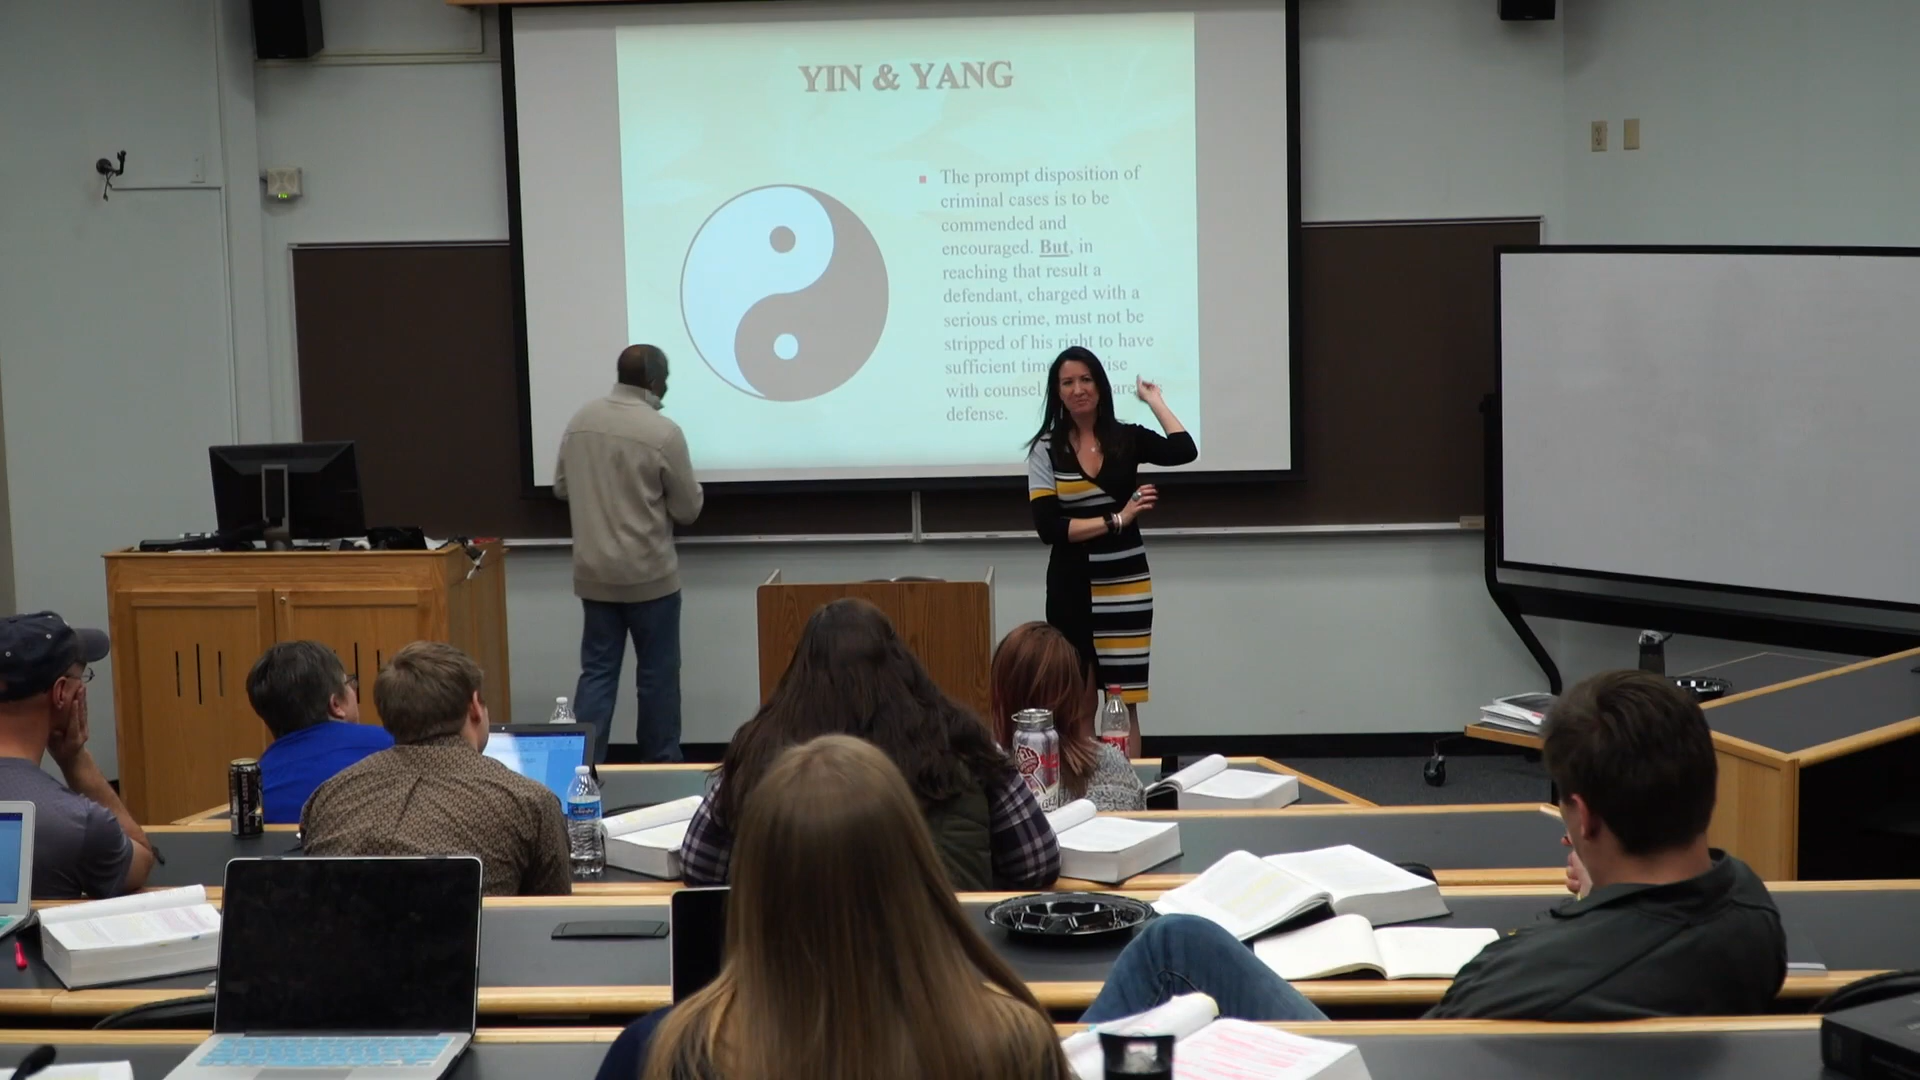 YIN & YANG
The prompt disposition of
criminal cases is to be
commended and
encouraged. But, in
reaching that result a
defendant, charged with a
serious crime, must not be
stripped of his right to have
sufficient
with counsel
defense.